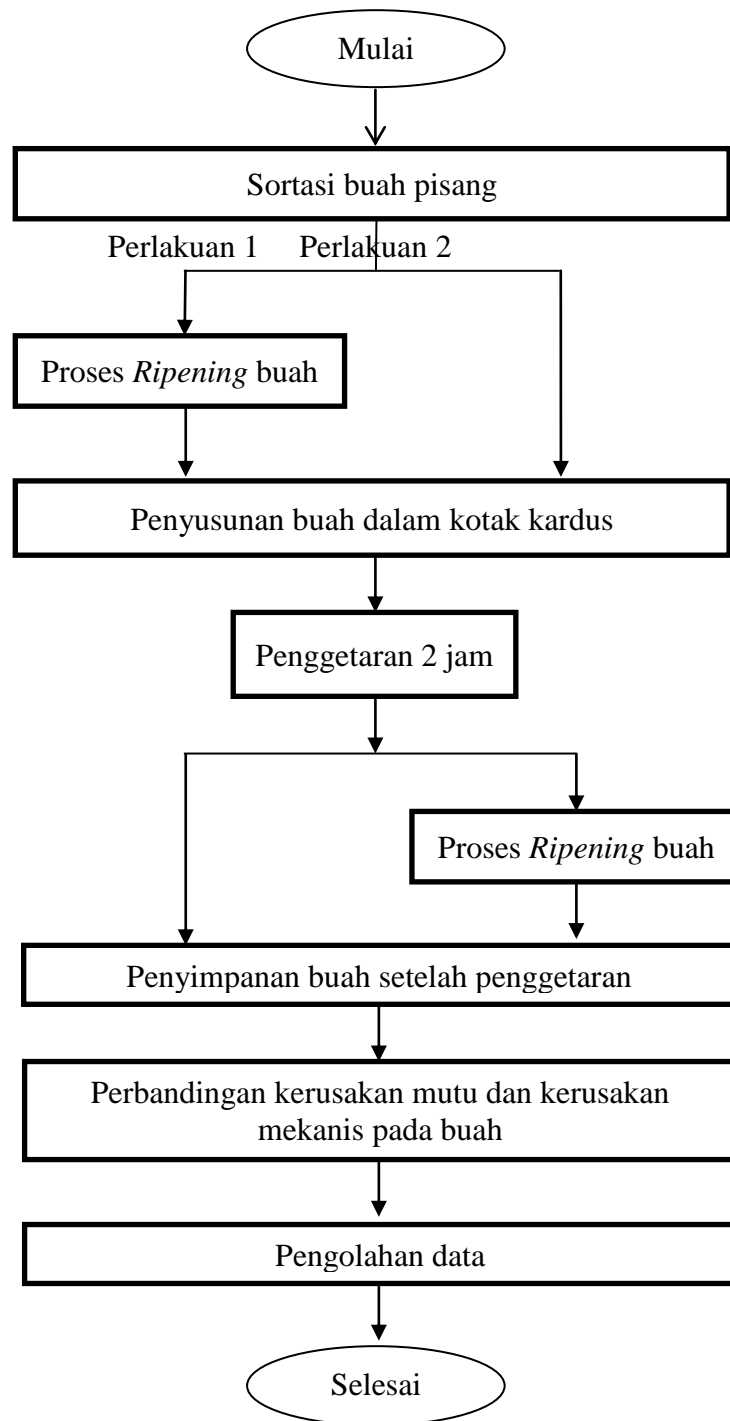 Mulai
Sortasi buah pisang
Perlakuan 1
Perlakuan 2
Proses Ripening buah
Penyusunan buah dalam kotak kardus
Penggetaran 2 jam
Proses Ripening buah
Penyimpanan buah setelah penggetaran
Perbandingan kerusakan mutu dan kerusakan
mekanis pada buah
Pengolahan data
Selesai